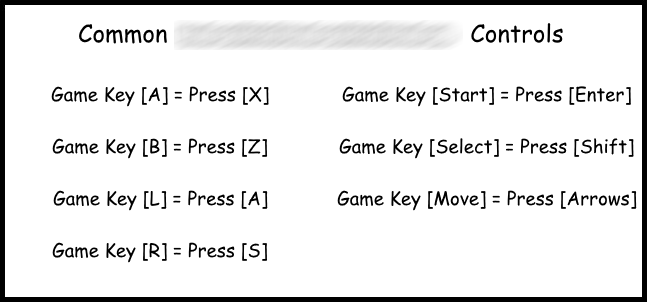 Common Controls
Game Key [A] = Press [X]
Game Key [B] = Press [Z]
Game Key [L] = Press [A]
Game Key [R] = Press [S]
Game Key [Start] = Press [Enter]
Game Key [Select] = Press [Shift]
Game Key [Move] = Press [Arrows]